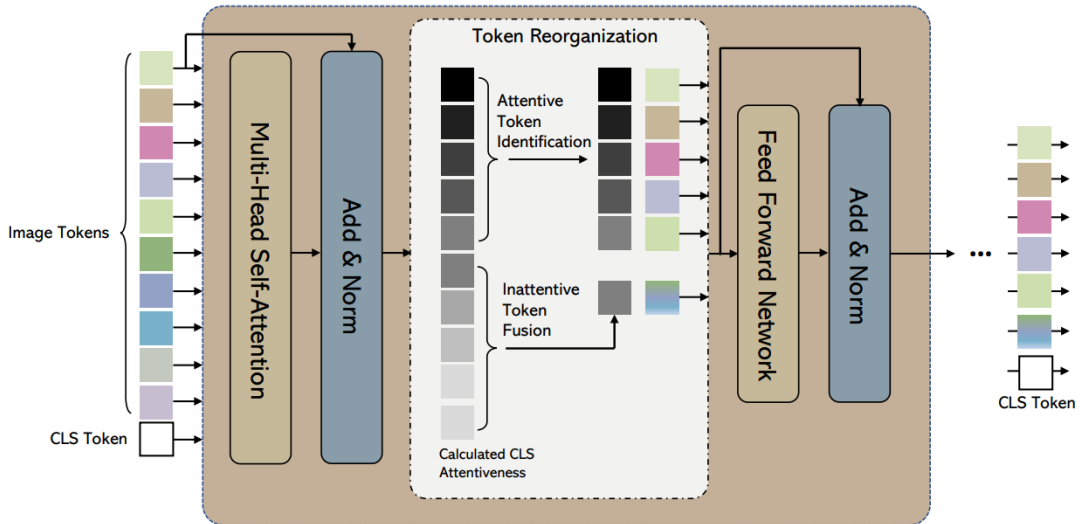 Image Tokens
CLS Token
Multi-Head Self-Attention
Add & Norm
Token Reorganization
Attentive
Token
Identification
Inattentive
Token
Fusion
Calculated CLS
Attentiveness
Feed Forward Network
Add & Norm
...
CLS Token